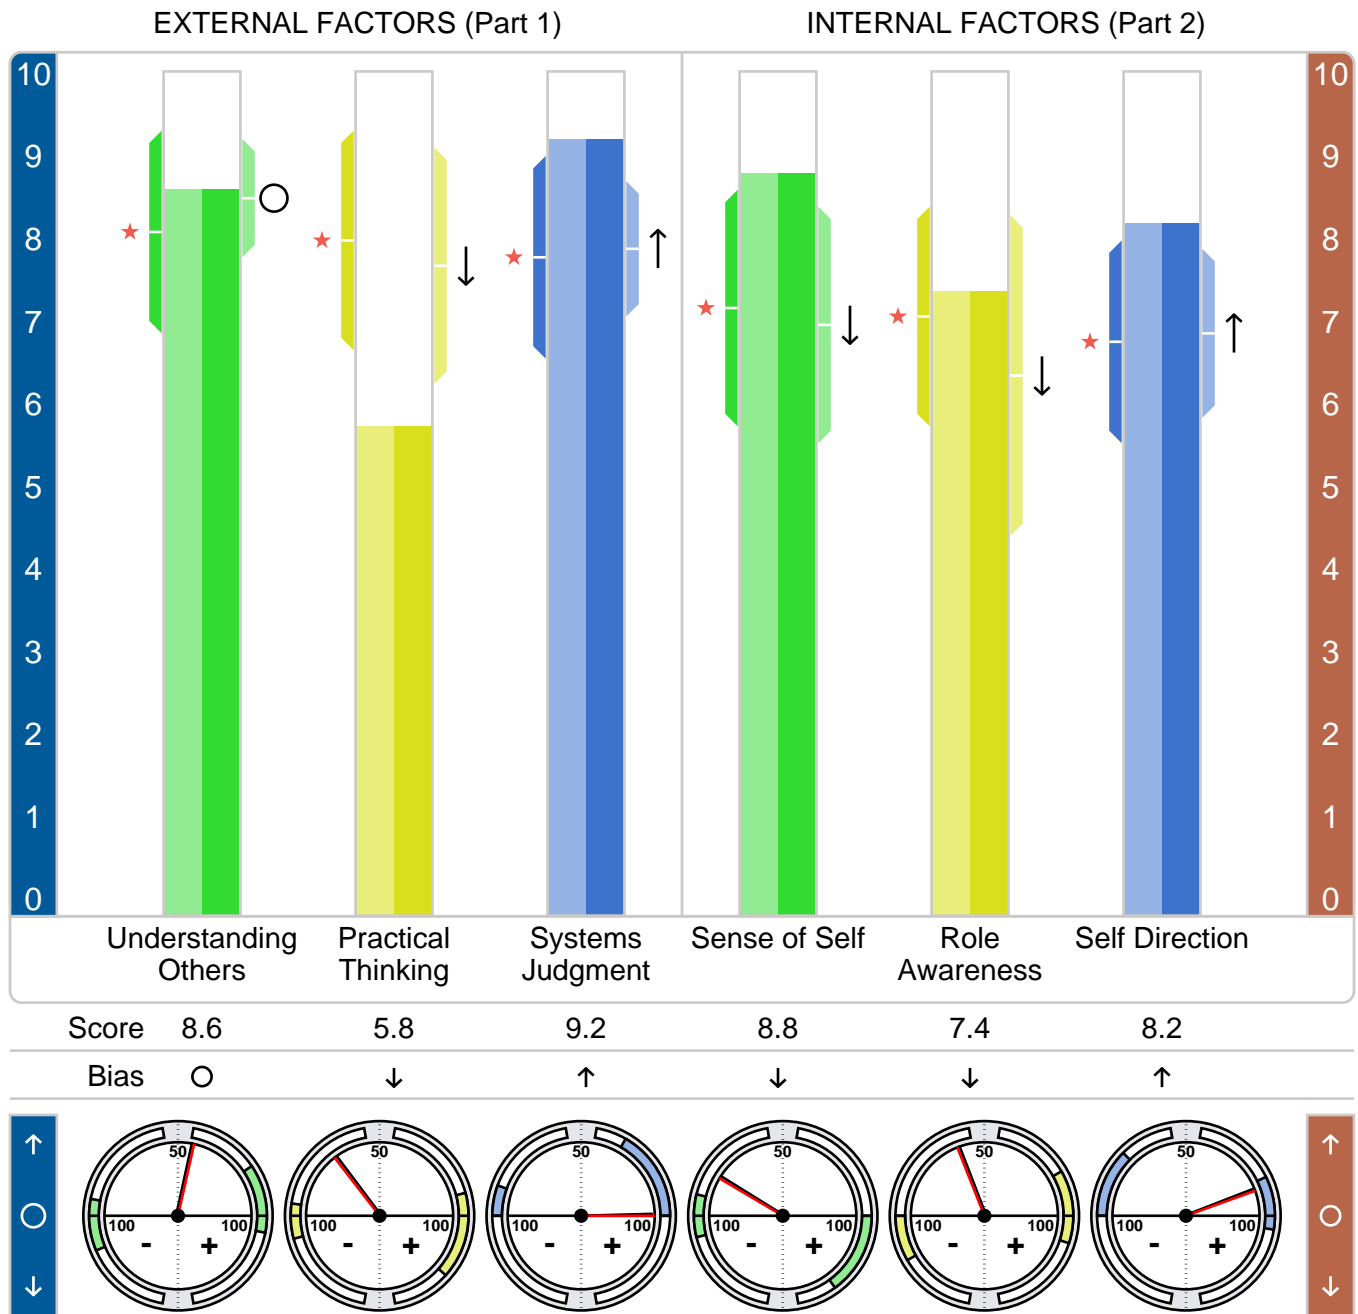 EXTERNAL FACTORS (Part 1) INTERNAL FACTORS (Part 2)
10 10
9 9
8 8
7 7
6 6
5 5
4 4
3 3
2 2
1 1
0 0
Understanding Practical Systems Sense of Self Role Self Direction
Others Thinking Judgment Awareness
Score 8.6 5.8 9.2 8.8 7.4 8.2
Bias ○ ↓ ↑ ↓ ↓ ↑
50 50 50 50 50 50
100 100 100 100 100 100 100 100 100 100 100 100
- + - + - + - + - + - +